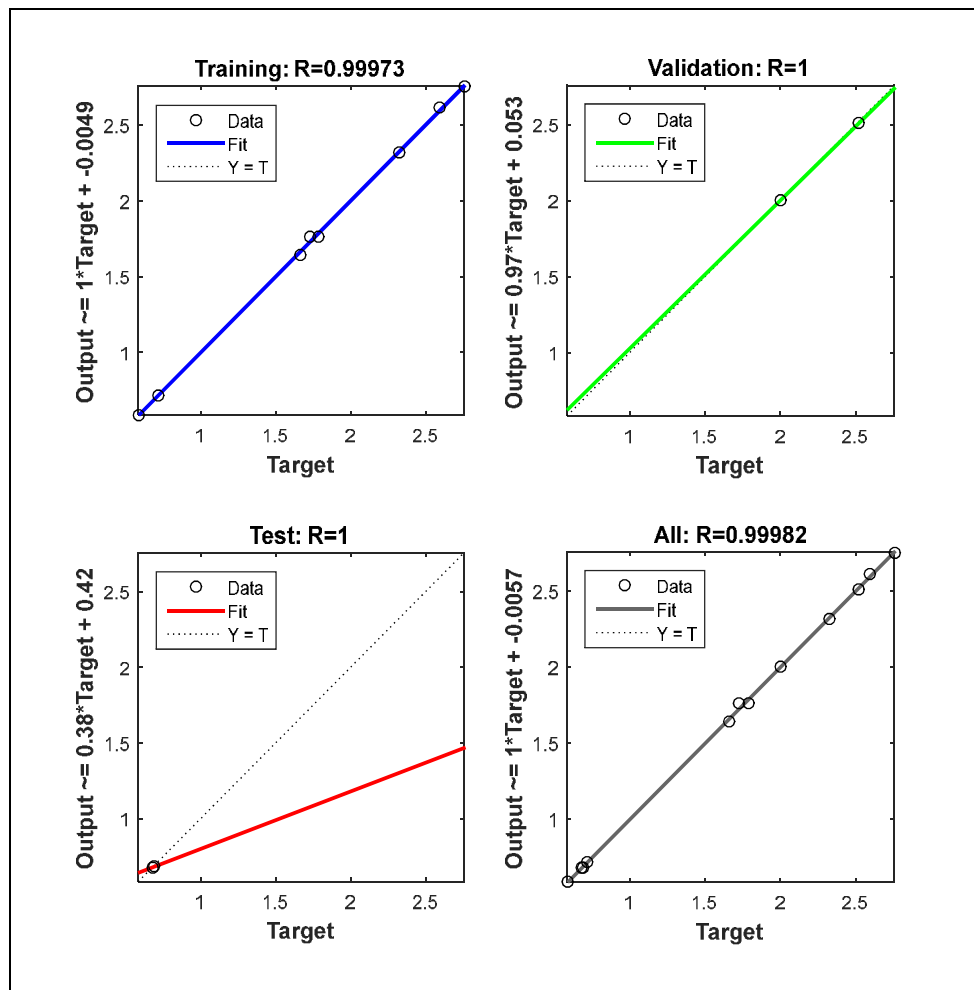 Training: R=0.99973
Output ~= 1*Target + -0.0049
Data
Fit
Y = T
2.5
2
1.5
1
1
1.5
2
2.5
Target
Validation: R=1
Output ~= 0.97*Target + 0.053
Data
Fit
Y = T
2.5
2
1.5
1
1
1.5
2
2.5
Target
Test: R=1
Output ~= 0.38*Target + 0.42
Data
Fit
Y = T
2.5
2
1.5
1
1
1.5
2
2.5
Target
All: R=0.99982
Output ~= 1*Target + -0.0057
Data
Fit
Y = T
2.5
2
1.5
1
1
1.5
2
2.5
Target